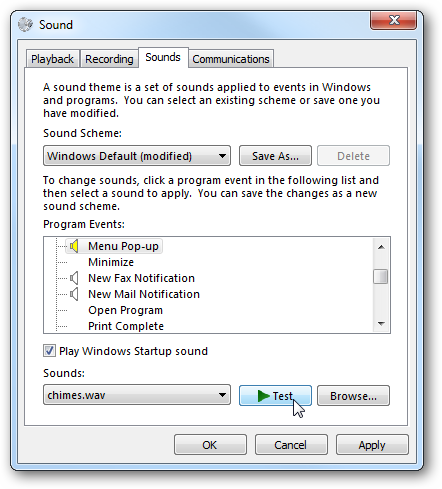 Sound
Playback Recording Sounds Communications
A sound theme is a set of sounds applied to events in Windows
and programs. You can select an existing scheme or save one you
have modified.
Sound Scheme:
Windows Default (modified) Save As... Delete
To change sounds, click a program event in the following list and
then select a sound to apply. You can save the changes as a new
sound scheme.
Program Events:
Menu Pop-up
Minimize
New Fax Notification
New Mail Notification
Open Program
Print Complete
Play Windows Startup sound
Sounds:
chimes.wav Test Browse...
OK Cancel Apply